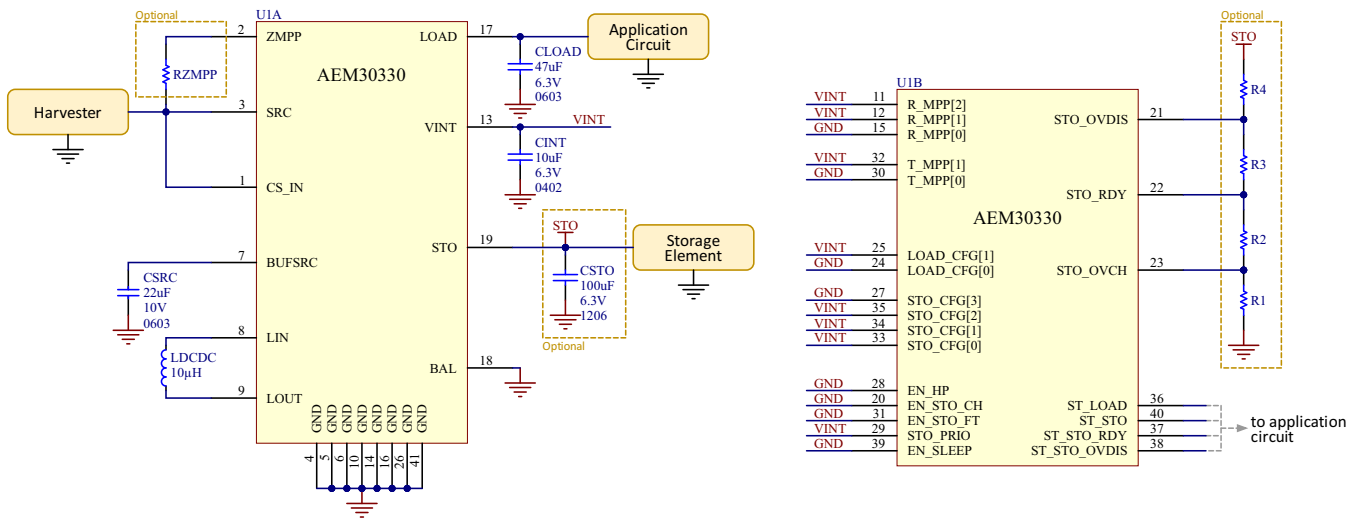 Optional
U1A
2
ZMPP
LOAD
17
Application
Circuit
AEM30330
RZMPP
CLOAD
47uF
6.3V
0603
Harvester
3
SRC
VINT
13
VINT
CINT
10uF
6.3V
0402
1
CS_IN
STO
19
STO
Storage
Element
CSTO
100uF
6.3V
1206
Optional
7
BUFSRC
CSRC
22uF
10V
0603
8
LIN
LDCDC
10µH
9
LOUT
BAL
18
GND
GND
GND
GND
GND
GND
GND
GND
4
5
6
10
14
16
26
41
U1B
AEM30330
VINT 11 R_MPP[2]
VINT 12 R_MPP[1]
GND 15 R_MPP[0]
VINT 32 T_MPP[1]
GND 30 T_MPP[0]
VINT 25 LOAD_CFG[1]
GND 24 LOAD_CFG[0]
GND 27 STO_CFG[3]
VINT 35 STO_CFG[2]
VINT 34 STO_CFG[1]
VINT 33 STO_CFG[0]
GND 28 EN_HP
GND 20 EN_STO_CH
GND 31 EN_STO_FT
VINT 29 STO_PRIO
GND 39 EN_SLEEP
STO_OVDIS 21
STO_RDY 22
STO_OVCH 23
ST_LOAD 36
ST_STO 40
ST_STO_RDY 37
ST_STO_OVDIS 38
Optional
STO
R4
R3
R2
R1
to application
circuit